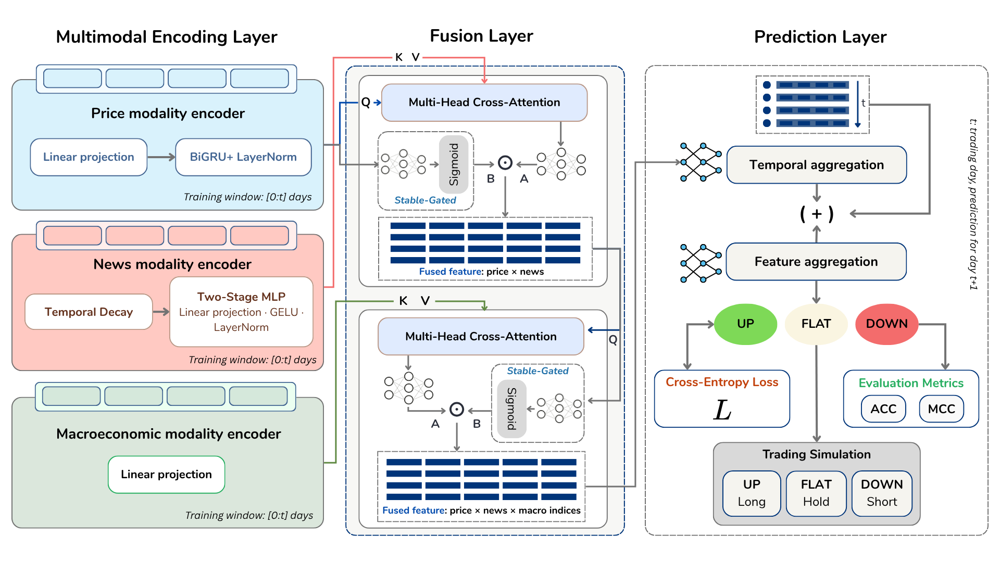 Multimodal Encoding Layer
Price modality encoder
Linear projection
BiGRU+ LayerNorm
Training window: [0:t] days
News modality encoder
Temporal Decay
Two-Stage MLP
Linear projection · GELU ·
LayerNorm
Training window: [0:t] days
Macroeconomic modality encoder
Linear projection
Training window: [0:t] days
Fusion Layer
K V
Q
Multi-Head Cross-Attention
Sigmoid
Stable-Gated
B
A
Fused feature: price × news
K V
Multi-Head Cross-Attention
Q
Stable-Gated
Sigmoid
A
B
Fused feature: price × news × macro indices
Prediction Layer
t
Temporal aggregation
( + )
Feature aggregation
t: trading day, prediction for day t+1
UP
FLAT
DOWN
Cross-Entropy Loss
L
Evaluation Metrics
ACC
MCC
Trading Simulation
UP
Long
FLAT
Hold
DOWN
Short